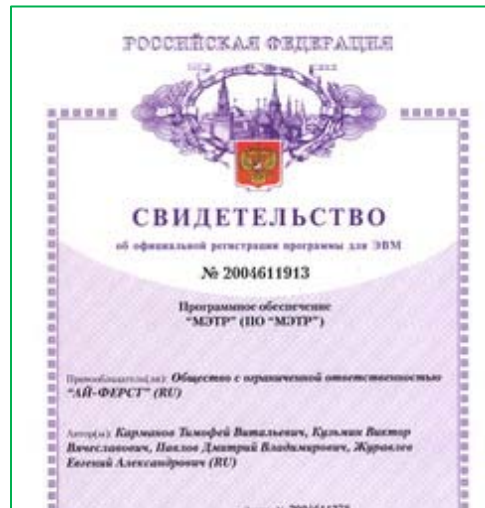 РОССИЙСКАЯ ФЕДЕРАЦИЯ
СВИДЕТЕЛЬСТВО
об официальной регистрации программы для ЭВМ
№ 2004611913
Программное обеспечение
"МЭТР" (ПО "МЭТР")
Правообладатель(ли): Общество с ограниченной ответственностью
"АЙ-ФЕРСТ" (RU)
Автор(ы): Карманов Тимофей Витальевич, Кузьмин Виктор
Вячеславович, Павлов Дмитрий Владимирович, Журавлев
Евгений Александрович (RU)